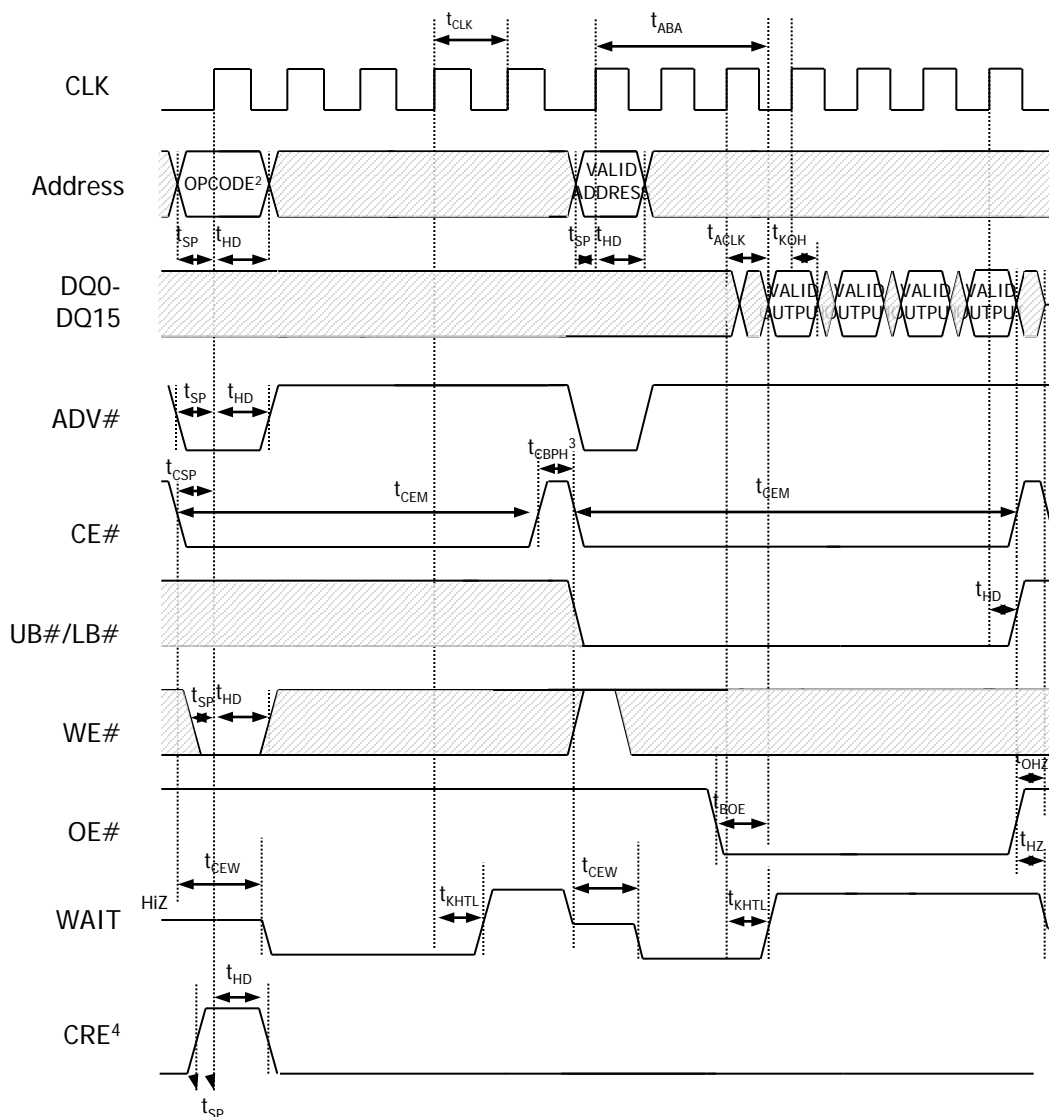 tCLK
tABA
CLK
Address
OPCODE²
VALID
ADDRESS
tSP
tHD
tSP
tHD
tACLK
tKOH
DQ0-
DQ15
VALID
OUTPUT
VALID
OUTPUT
VALID
OUTPUT
VALID
OUTPUT
ADV#
tSP
tHD
tCSP
tCBPH³
tCEM
tCEM
CE#
UB#/LB#
tHD
WE#
tSP
tHD
tOHZ
OE#
tBOE
tHZ
tCEW
tCEW
HiZ
WAIT
tKHTL
tKHTL
tHD
CRE⁴
tSP